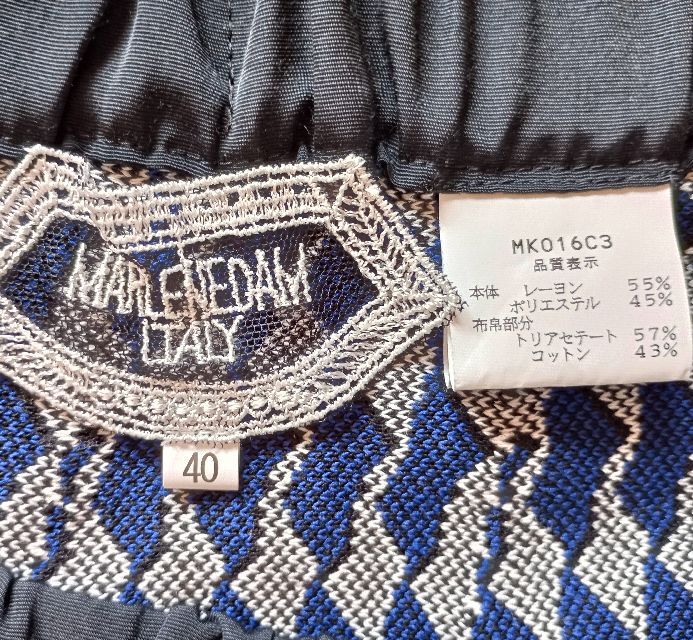 MARLENEDAM
ITALY
40
MK016C3
品質表示
本体 レーヨン 55%
ポリエステル 45%
布帛部分
トリアセテート 57%
コットン 43%